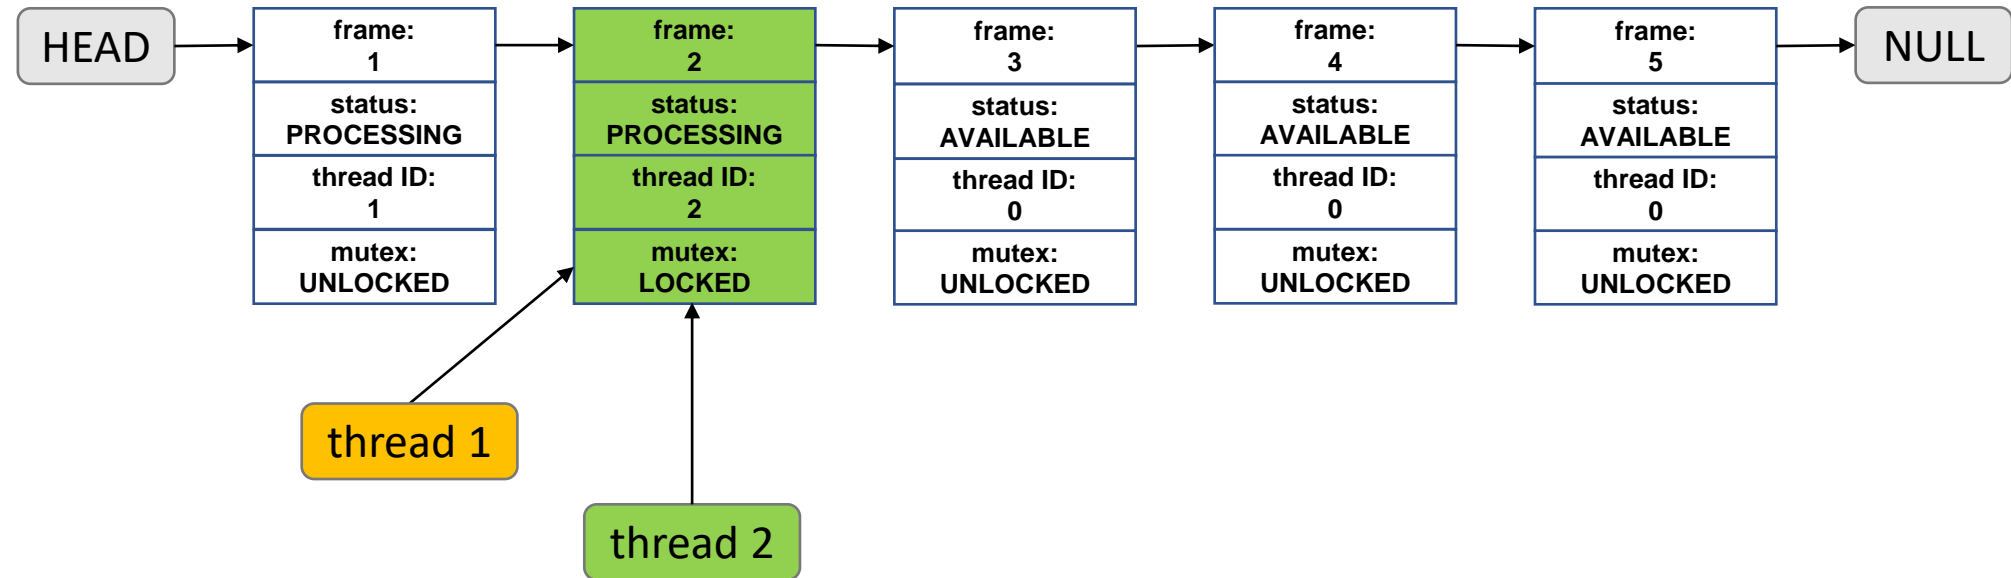 HEAD
frame:
1
status:
PROCESSING
thread ID:
1
mutex:
UNLOCKED
frame:
2
status:
PROCESSING
thread ID:
2
mutex:
LOCKED
frame:
3
status:
AVAILABLE
thread ID:
0
mutex:
UNLOCKED
frame:
4
status:
AVAILABLE
thread ID:
0
mutex:
UNLOCKED
frame:
5
status:
AVAILABLE
thread ID:
0
mutex:
UNLOCKED
NULL
thread 1
thread 2